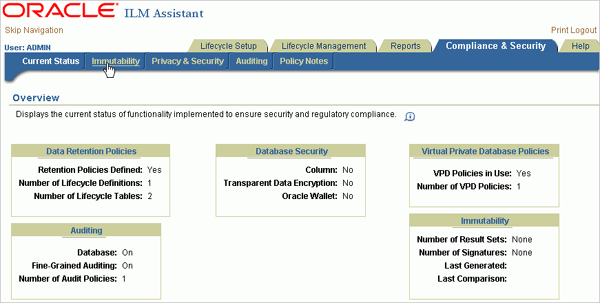 ORACLE ILM Assistant
Skip Navigation Print Logout
User: ADMIN
Lifecycle Setup Lifecycle Management Reports Compliance & Security Help
Current Status Immutability Privacy & Security Auditing Policy Notes
Overview
Displays the current status of functionality implemented to ensure security and regulatory compliance.
Data Retention Policies
Retention Policies Defined: Yes
Number of Lifecycle Definitions: 1
Number of Lifecycle Tables: 2
Database Security
Column: No
Transparent Data Encryption: No
Oracle Wallet: No
Virtual Private Database Policies
VPD Policies in Use: Yes
Number of VPD Policies: 1
Auditing
Database: On
Fine-Grained Auditing: On
Number of Audit Policies: 1
Immutability
Number of Result Sets: None
Number of Signatures: None
Last Generated:
Last Comparison: